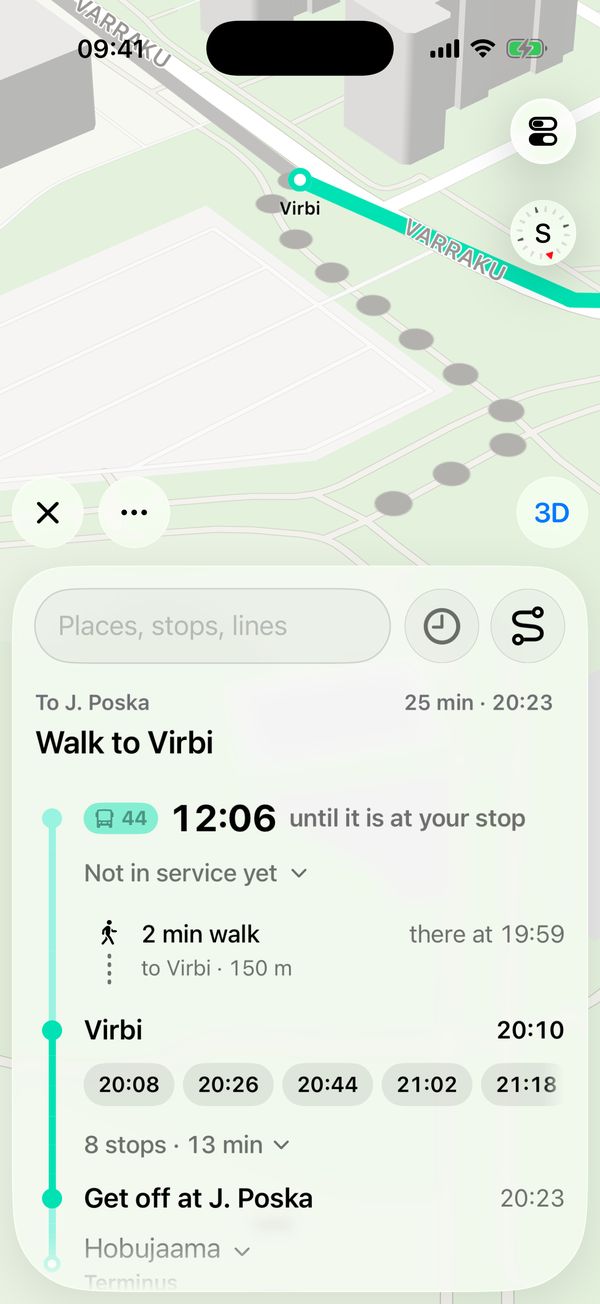 VARRAKU
09:41
Virbi
VARRAKU
S
3D
Places, stops, lines
To J. Poska
25 min · 20:23
Walk to Virbi
44 12:06 until it is at your stop
Not in service yet
2 min walk there at 19:59
to Virbi · 150 m
Virbi 20:10
20:08 20:26 20:44 21:02 21:18
8 stops · 13 min
Get off at J. Poska 20:23
Hobujaama
Terminus